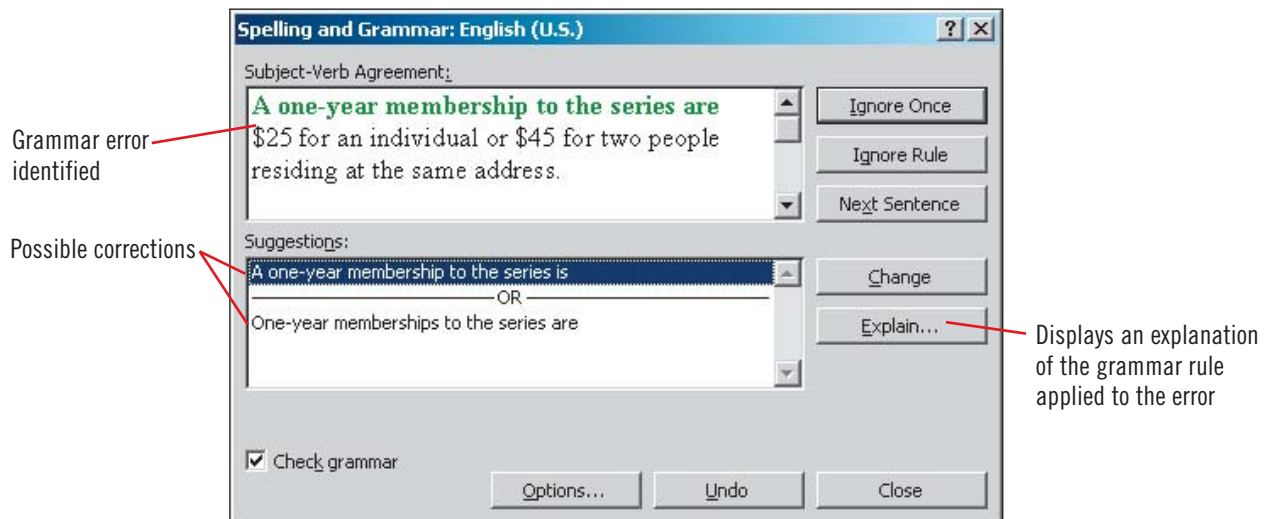 Spelling and Grammar: English (U.S.)
Subject-Verb Agreement:
A one-year membership to the series are
$25 for an individual or $45 for two people
residing at the same address.
Ignore Once
Ignore Rule
Next Sentence
Grammar error
identified
Possible corrections
Suggestions:
A one-year membership to the series is
OR
One-year memberships to the series are
Change
Explain...
Displays an explanation
of the grammar rule
applied to the error
Check grammar
Options...
Undo
Close